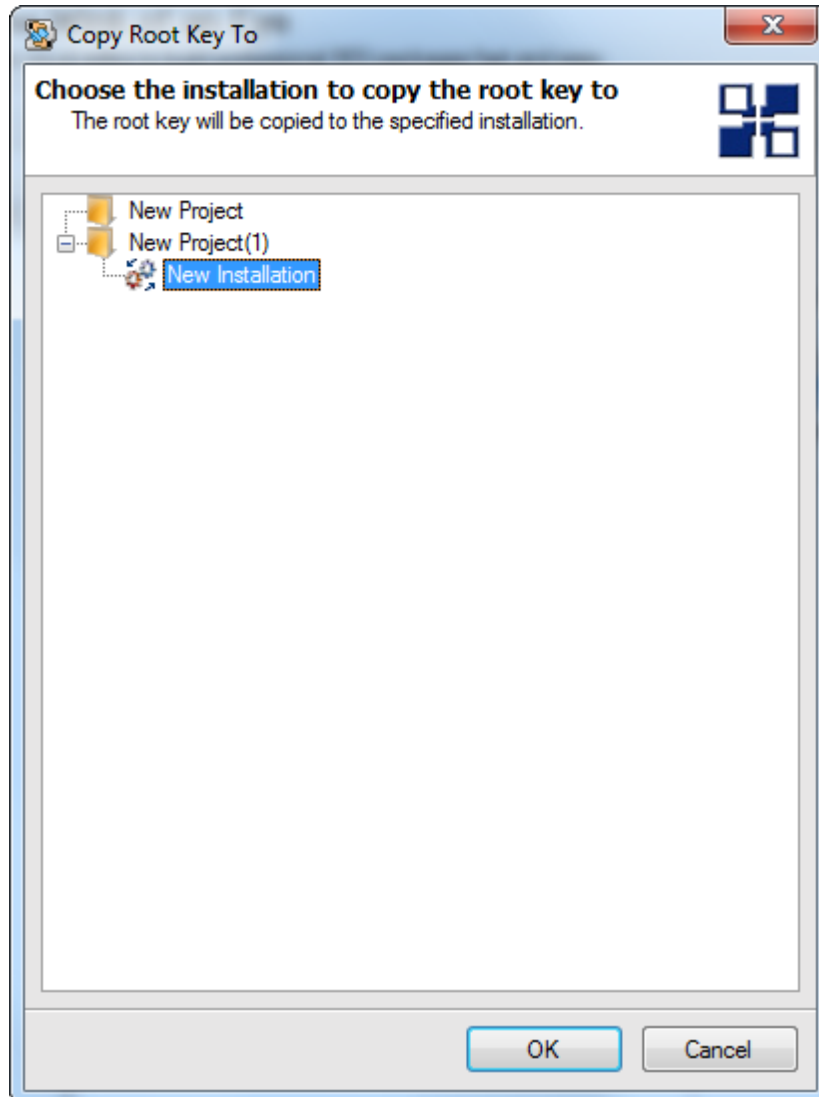 Copy Root Key To
Choose the installation to copy the root key to
The root key will be copied to the specified installation.
New Project
New Project(1)
New Installation
OK
Cancel